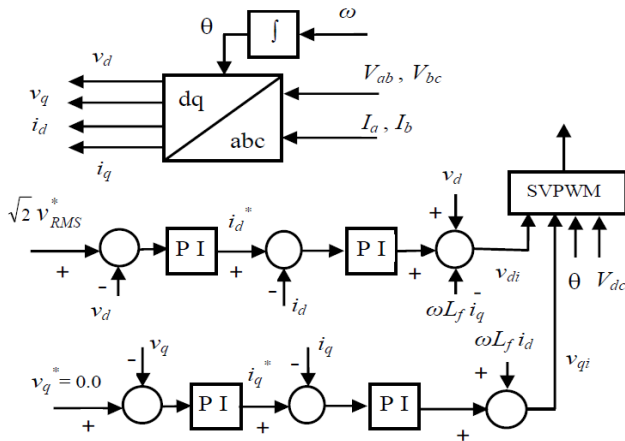 θ
∫
ω
v_d
v_q
i_d
i_q
dq
abc
V_ab , V_bc
I_a , I_b
SVPWM
√2 v*_RMS
+
-
v_d
P I
i_d*
+
-
i_d
P I
+
v_d
+
-
ωL_f i_q
v_di
θ
V_dc
v_q* = 0.0
+
-
v_q
P I
i_q*
+
-
i_q
P I
+
ωL_f i_d
+
v_qi